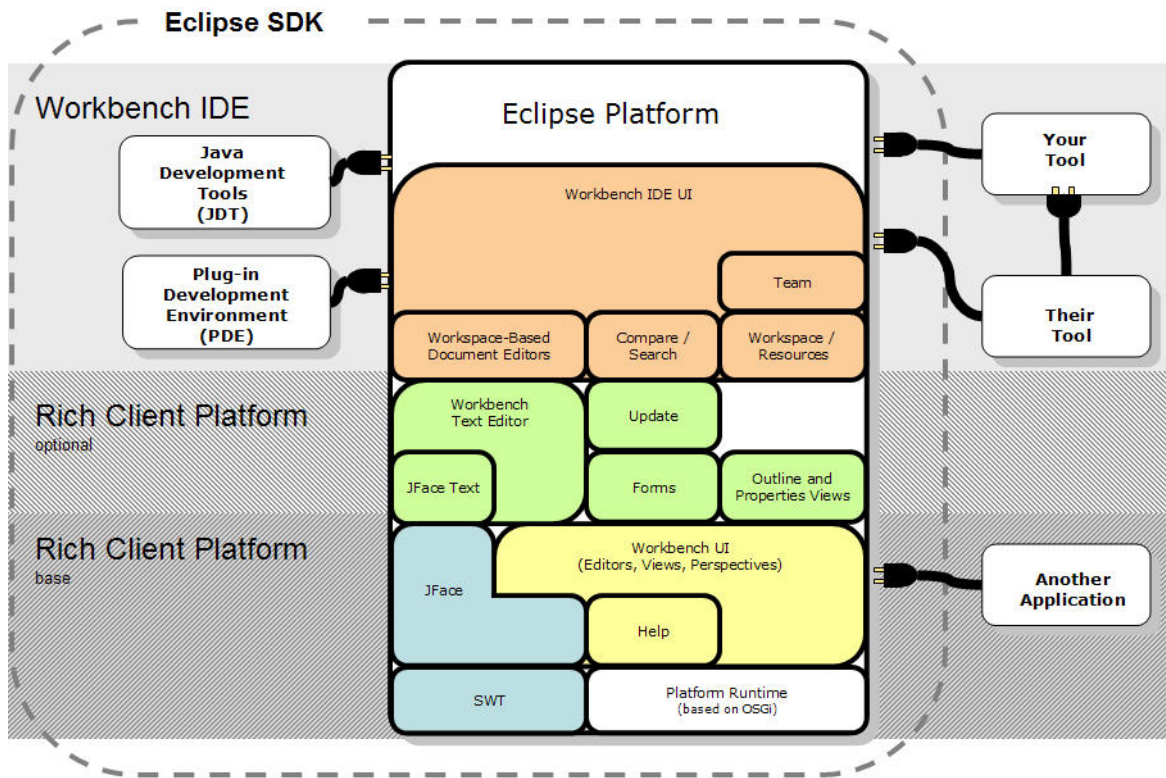 Eclipse SDK
Workbench IDE
Eclipse Platform
Java
Development
Tools
(JDT)
Your
Tool
Workbench IDE UI
Plug-in
Development
Environment
(PDE)
Team
Their
Tool
Workspace-Based
Document Editors
Compare /
Search
Workspace /
Resources
Rich Client Platform
optional
Workbench
Text Editor
Update
JFace Text
Forms
Outline and
Properties Views
Rich Client Platform
base
Workbench UI
(Editors, Views, Perspectives)
JFace
Another
Application
Help
SWT
Platform Runtime
(based on OSGi)